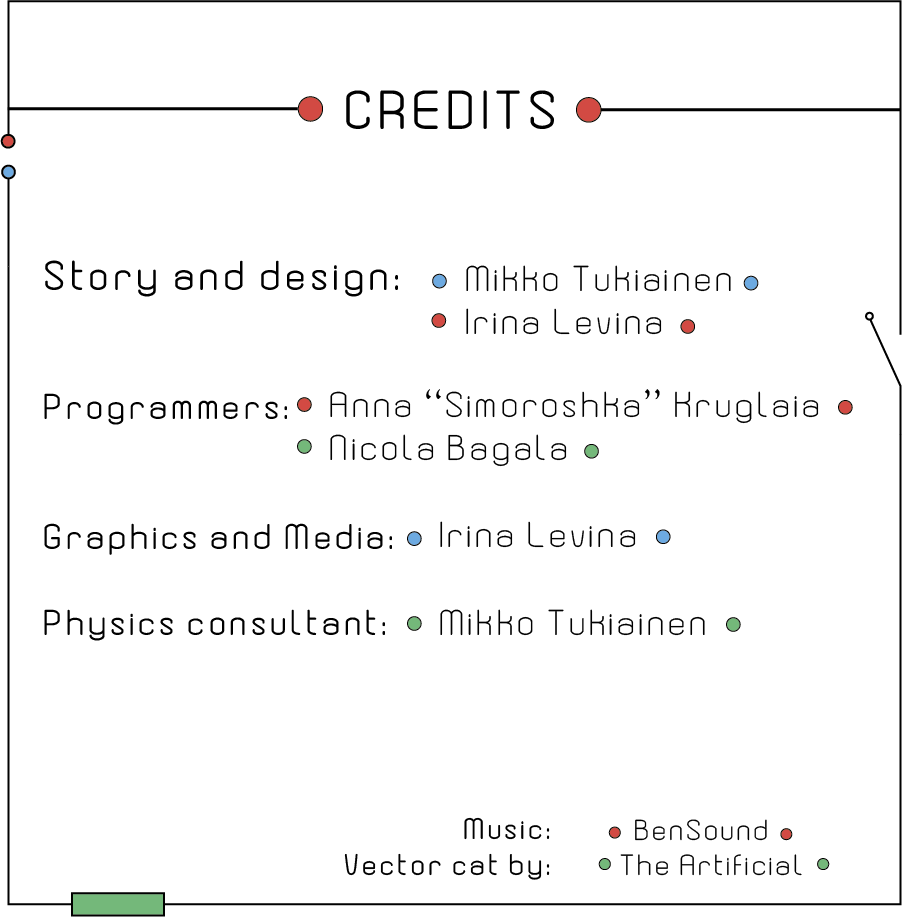 CREDITS
Story and design: Mikko Tukiainen
Irina Levina
Programmers: Anna “Simoroshka” Kruglaia
Nicola Bagala
Graphics and Media: Irina Levina
Physics consultant: Mikko Tukiainen
Music: BenSound
Vector cat by: The Artificial